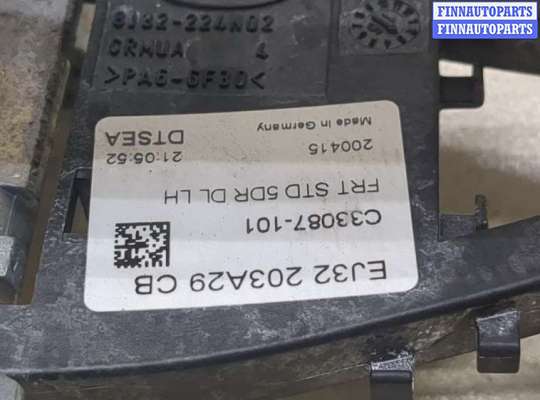 FINNAUTOPARTS
FINNAUTOPARTS
FINNAUTOPARTS
CRMUA L
>PA6-GF30<
EJ32 203A29 CB
C33087-101
FRT STD 5DR DL LH
200415
Made in Germany
21:05:52
DTSEA